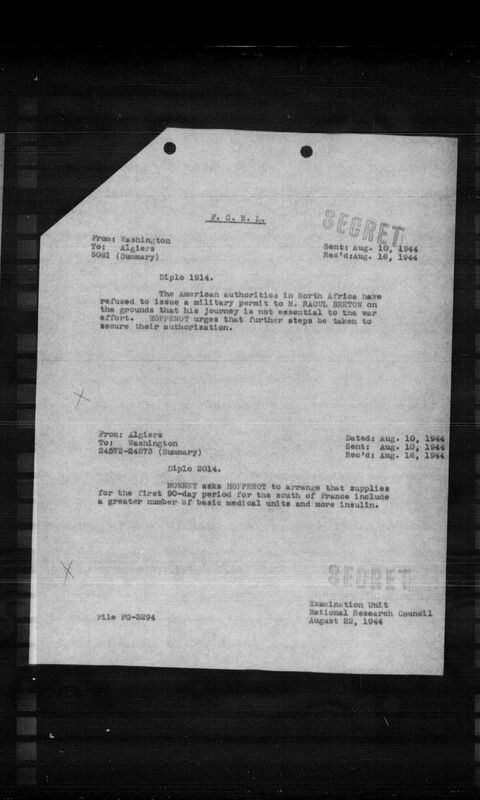 F. C. N. L.
SECRET
From: Washington
To: Algiers
5081 (Summary)
Sent: Aug. 10, 1944
Rec'd:Aug. 16, 1944
Diplo 1914.
The American authorities in North Africa have
refused to issue a military permit to M. RAOUL BRETON on
the grounds that his journey is not essential to the war
effort. HOPPENOT urges that further steps be taken to
secure their authorization.
From: Algiers
To: Washington
24572-24573 (Summary)
Dated: Aug. 10, 1944
Sent: Aug. 10, 1944
Rec'd: Aug. 16, 1944
Diplo 2014.
MONNET asks HOPPENOT to arrange that supplies
for the first 90-day period for the south of France include
a greater number of basic medical units and more insulin.
SECRET
Examination Unit
National Research Council
August 22, 1944
File FG-3294